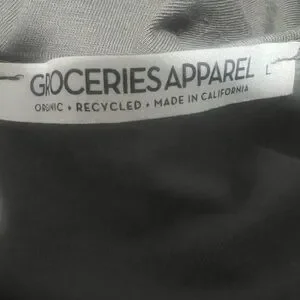 GROCERIES APPAREL L
ORGANIC • RECYCLED • MADE IN CALIFORNIA